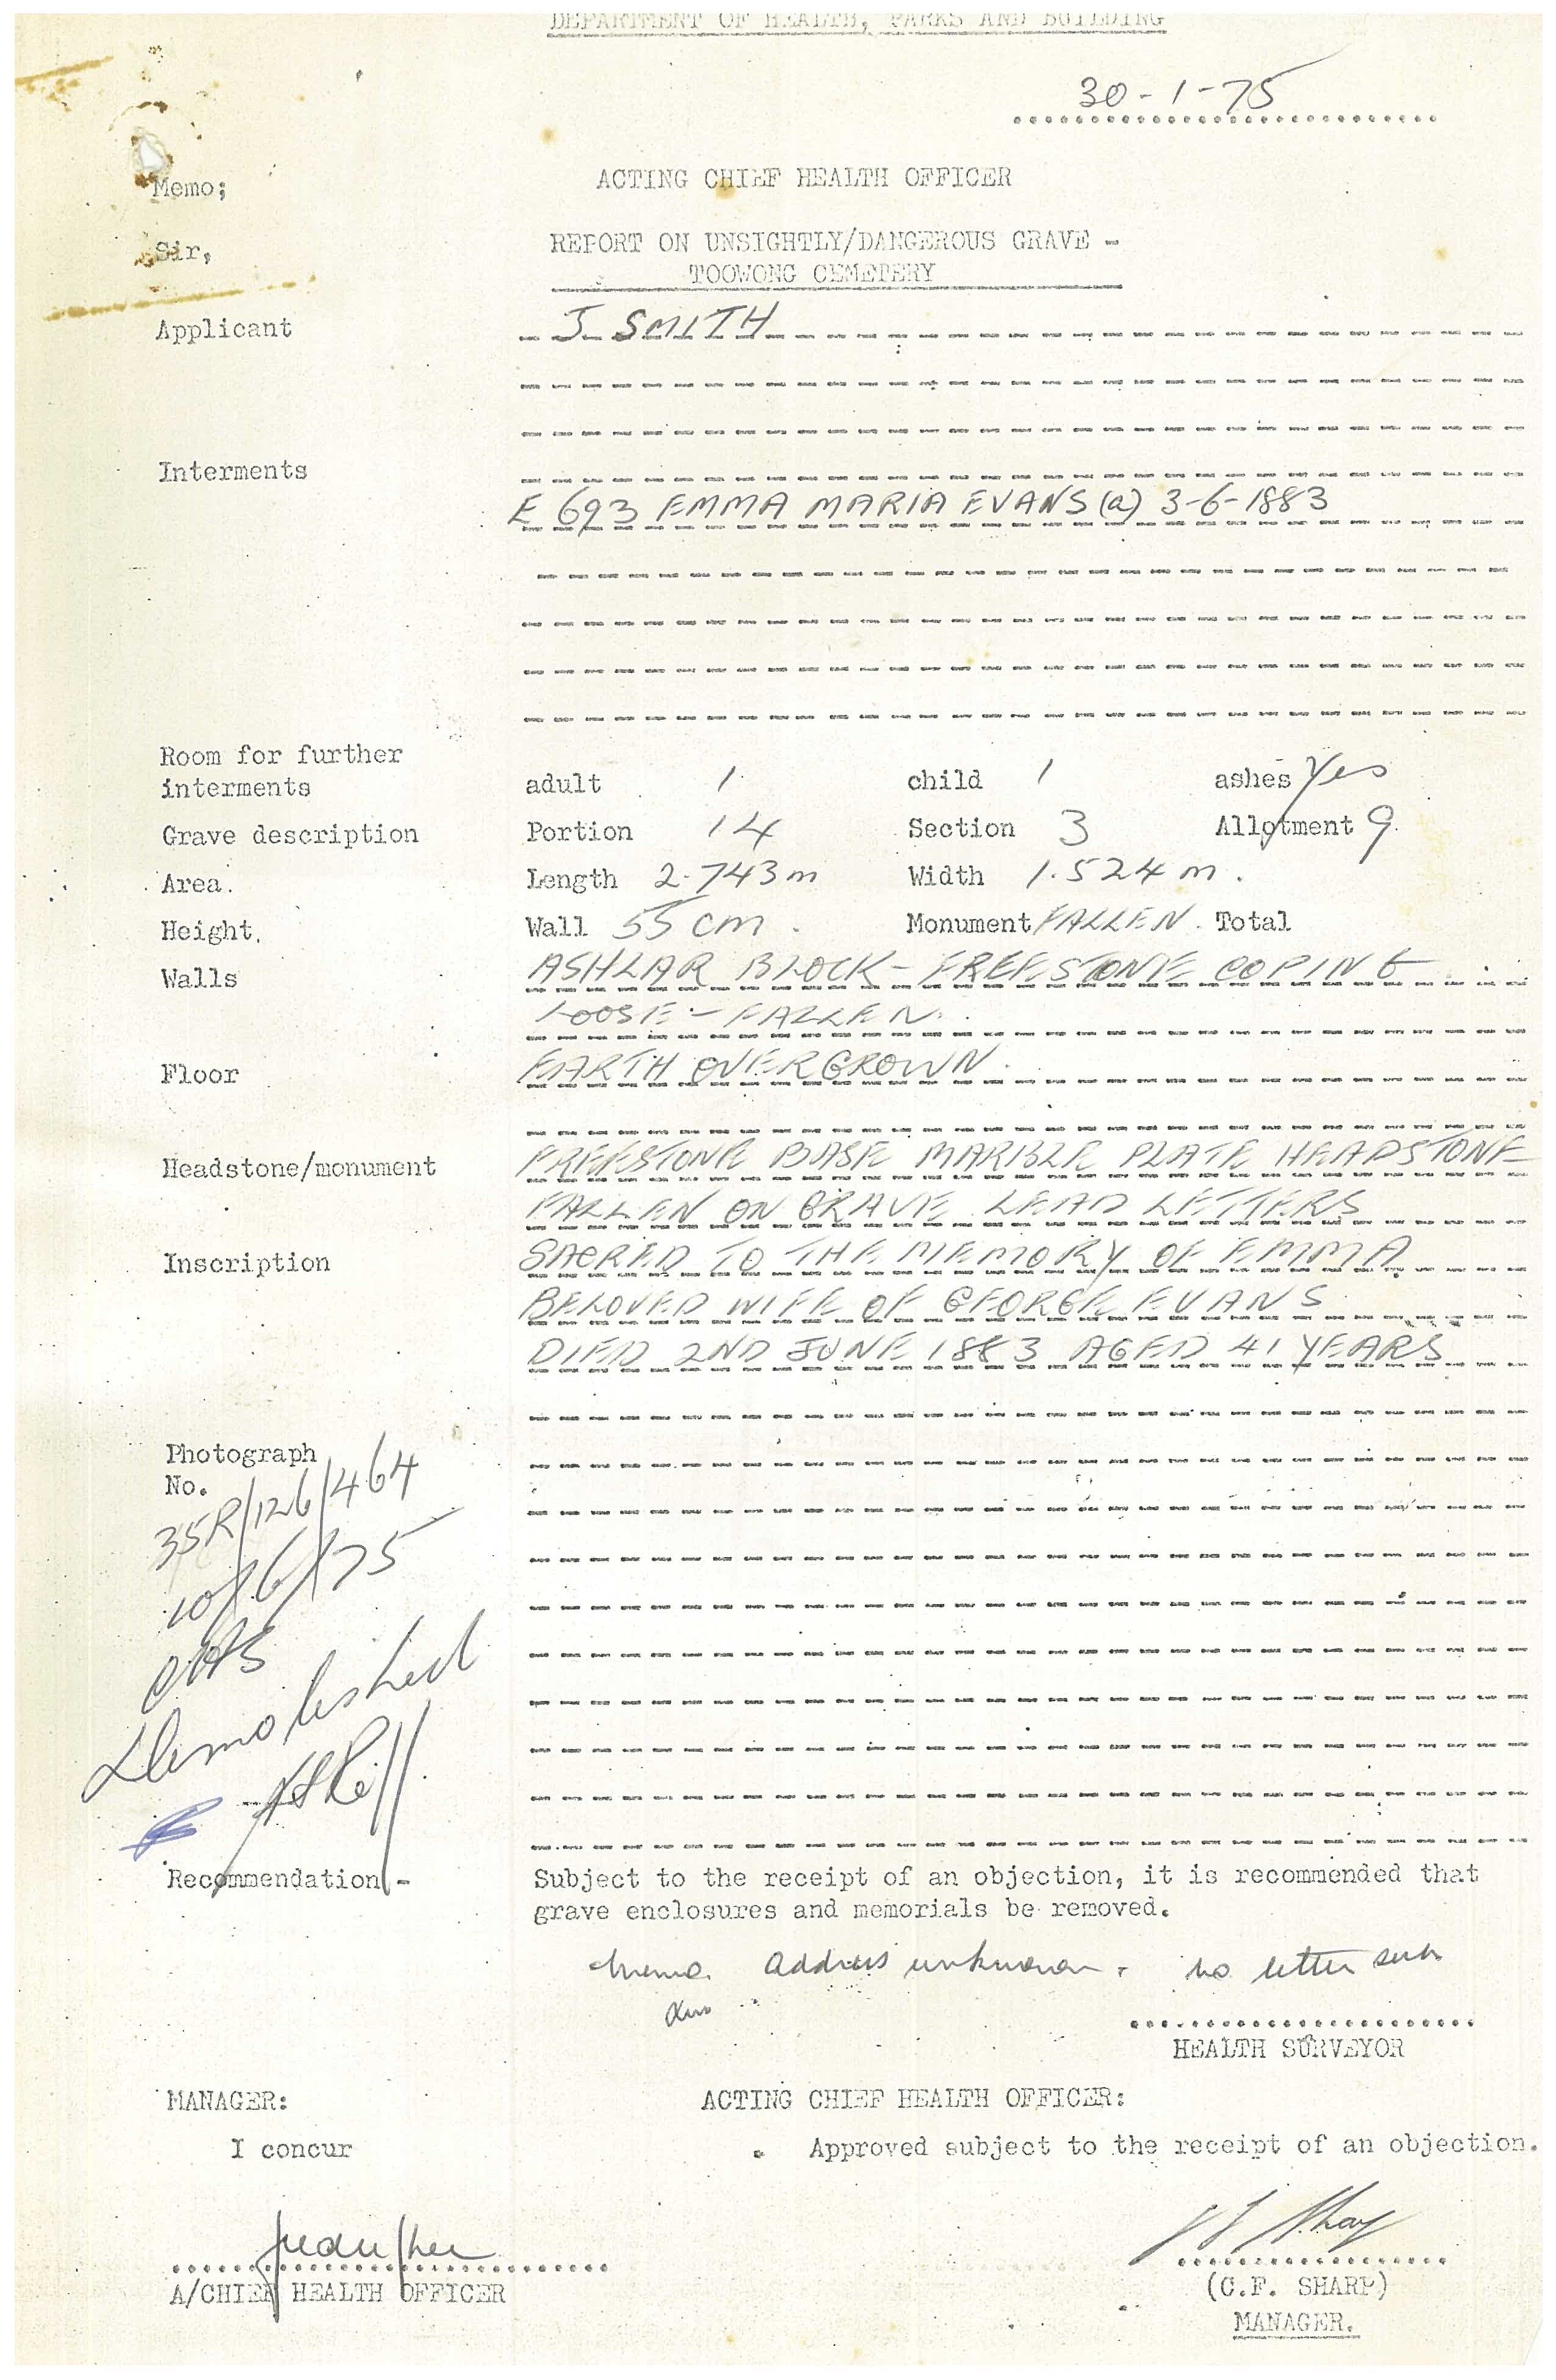 DEPARTMENT OF HEALTH, PARKS AND BUILDING
30-1-75
Memo;
ACTING CHIEF HEALTH OFFICER
Sir,
REPORT ON UNSIGHTLY/DANGEROUS GRAVE -
TOOWONG CEMETERY
Applicant J SMITH
Interments
E 693 EMMA MARIA EVANS (a) 3-6-1883
Room for further
interments adult 1 child 1 ashes Yes
Grave description Portion 14 Section 3 Allotment 9.
Area. Length 2.743m Width 1.524m.
Height. Wall 55 cm. Monument FALLEN. Total
Walls ASHLAR BLOCK - FREESTONE COPING
LOOSE - FALLEN.
Floor EARTH OVERGROWN.
Headstone/monument FREESTONE BASE MARBLE PLATE HEADSTONE
FALLEN ON GRAVE LEAD LETTERS
Inscription SACRED TO THE MEMORY OF EMMA
BELOVED WIFE OF GEORGE EVANS
DIED 2ND JUNE 1883 AGED 41 YEARS
Photograph
No.
35R/126/464
10/6/75
Demolished
Recommendation - Subject to the receipt of an objection, it is recommended that
grave enclosures and memorials be removed.
Memo. Address unknown. no letter sent
HEALTH SURVEYOR
MANAGER: ACTING CHIEF HEALTH OFFICER:
I concur Approved subject to the receipt of an objection.
A/CHIEF HEALTH OFFICER (C.F. SHARP)
MANAGER.